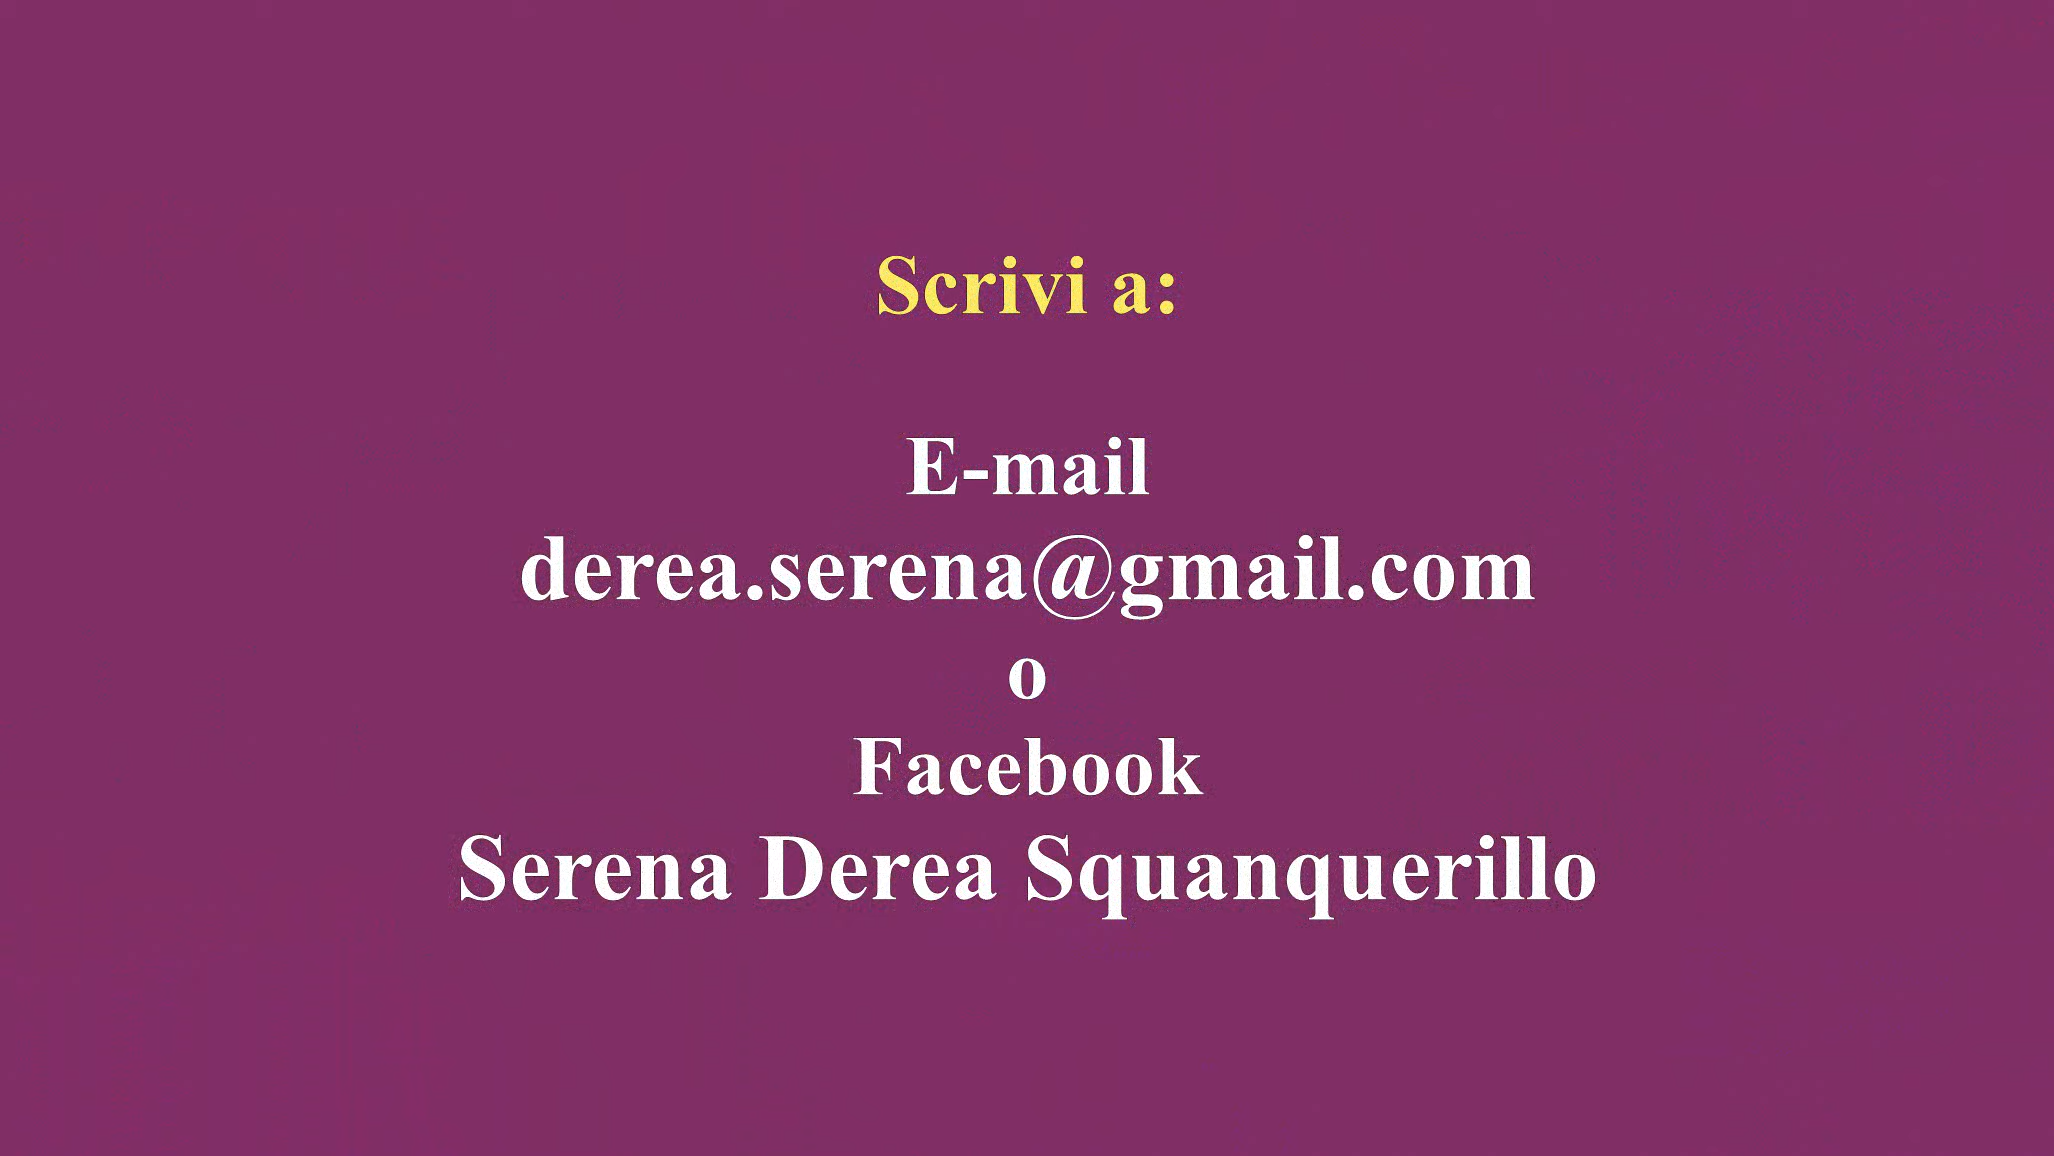 Scrivi a:
E-mail
derea.serena@gmail.com
o
Facebook
Serena Derea Squanquerillo